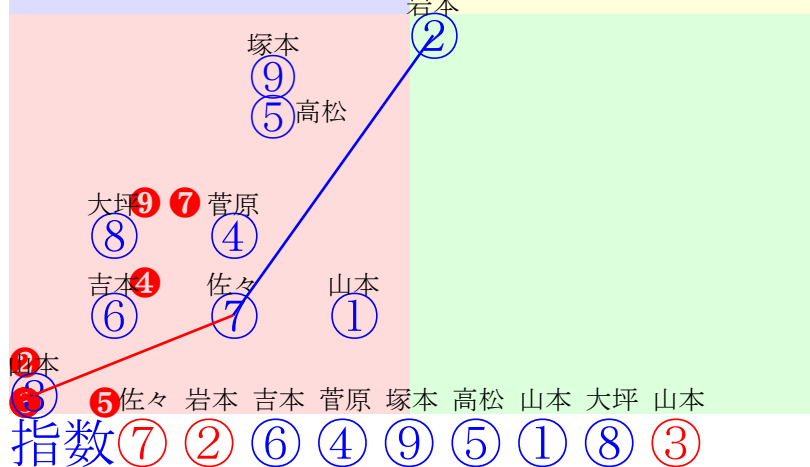 岩本
②
塚本
⑨
⑤ 高松
大坪 ❾ ❼ 菅原
⑧ ④
吉本 ❹ 佐々 山本
⑥ ⑦ ①
❷
山本
③
❺ 佐々 岩本 吉本 菅原 塚本 高松 山本 大坪 山本
指数 ⑦ ② ⑥ ④ ⑨ ⑤ ① ⑧ ③